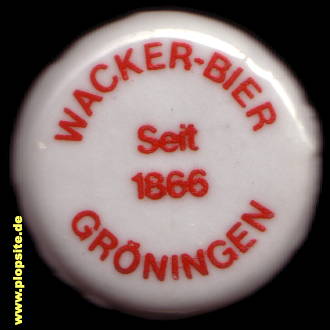 WACKER-BIER
Seit
1866
GRÖNINGEN
www.plopsite.de